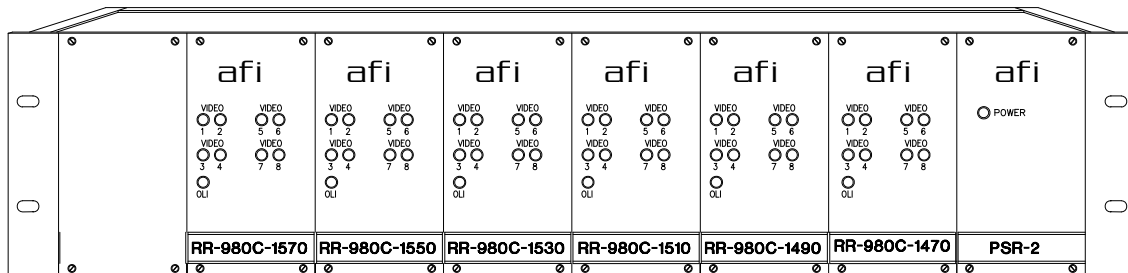 afi
VIDEO VIDEO
1 2 5 6
VIDEO VIDEO
3 4 7 8
OLI
RR-980C-1570
afi
VIDEO VIDEO
1 2 5 6
VIDEO VIDEO
3 4 7 8
OLI
RR-980C-1550
afi
VIDEO VIDEO
1 2 5 6
VIDEO VIDEO
3 4 7 8
OLI
RR-980C-1530
afi
VIDEO VIDEO
1 2 5 6
VIDEO VIDEO
3 4 7 8
OLI
RR-980C-1510
afi
VIDEO VIDEO
1 2 5 6
VIDEO VIDEO
3 4 7 8
OLI
RR-980C-1490
afi
VIDEO VIDEO
1 2 5 6
VIDEO VIDEO
3 4 7 8
OLI
RR-980C-1470
afi
POWER
PSR-2